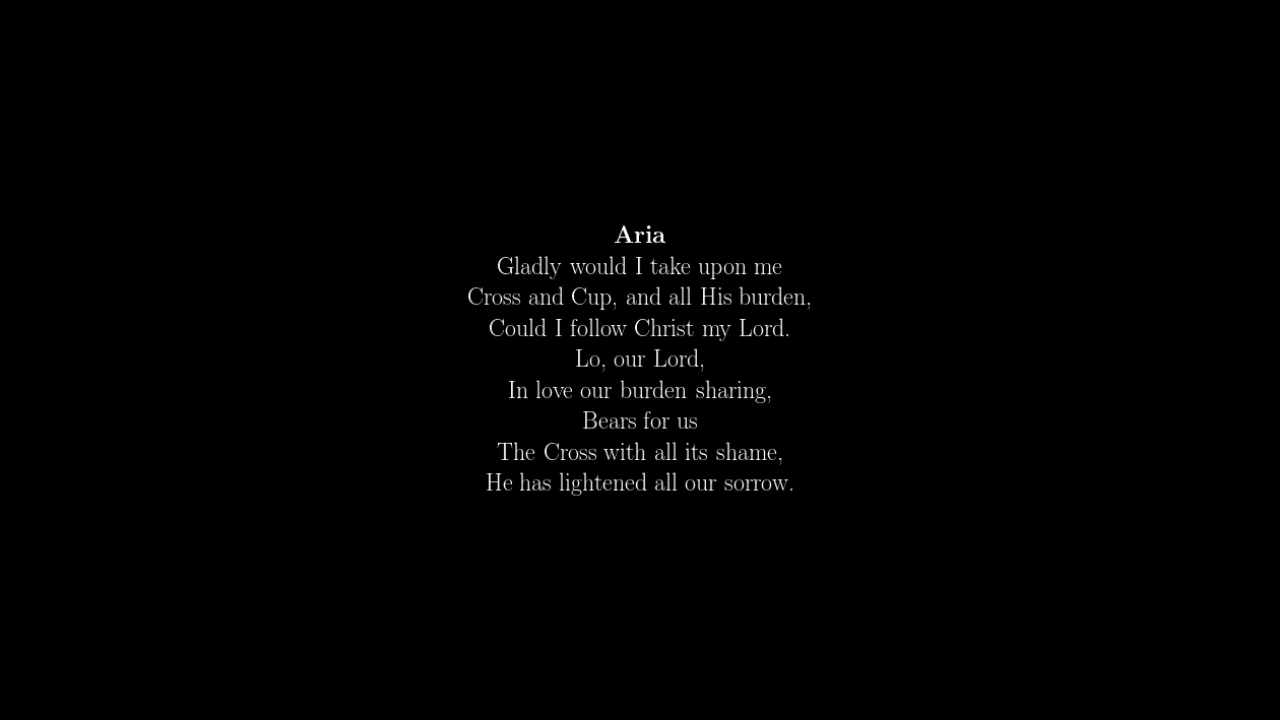 Aria
Gladly would I take upon me
Cross and Cup, and all His burden,
Could I follow Christ my Lord.
Lo, our Lord,
In love our burden sharing,
Bears for us
The Cross with all its shame,
He has lightened all our sorrow.